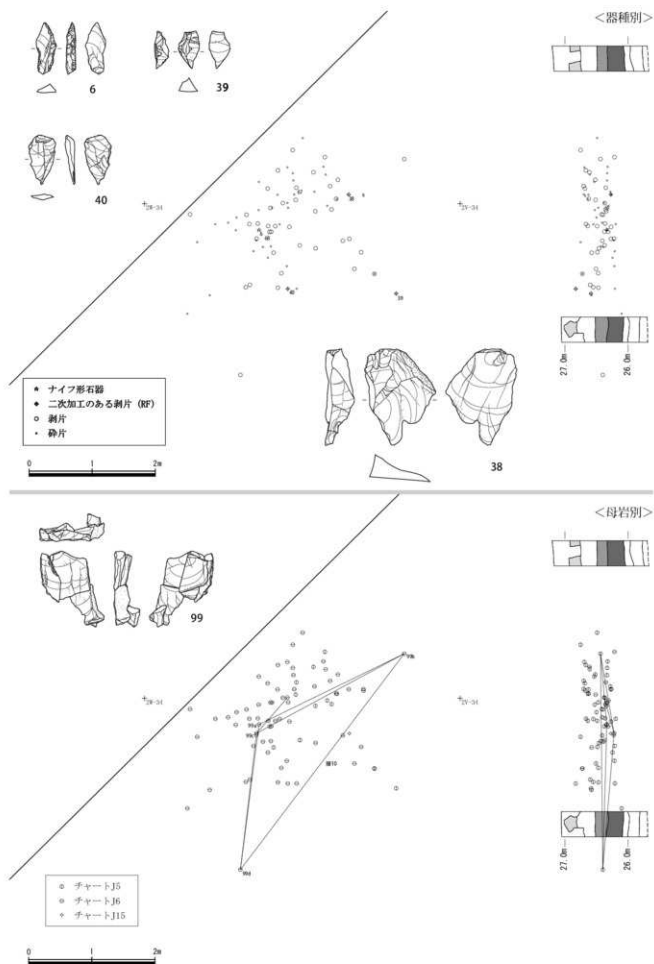 <器種別>
6
39
40
2W-34
2V-34
38
ナイフ形石器
二次加工のある剥片 (RF)
剥片
砕片
27.0m
26.0m
0 1 2m
<母岩別>
99
2W-34
2V-34
99d
チャートJ5
チャートJ6
チャートJ15
27.0m
26.0m
0 1 2m